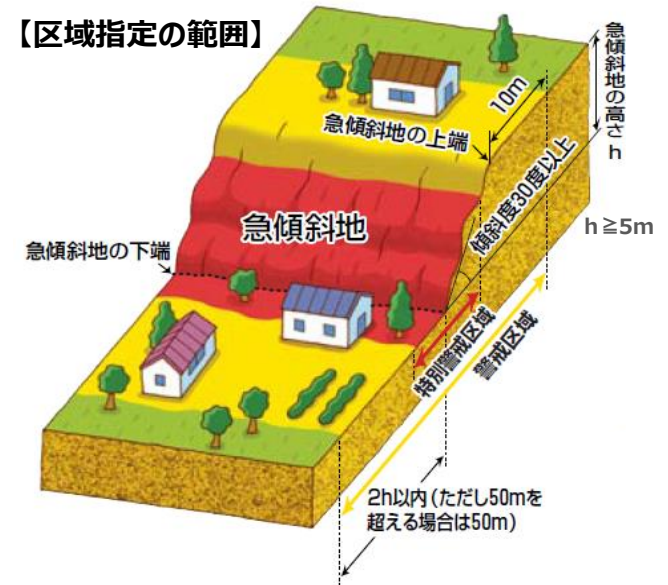 【区域指定の範囲】
急傾斜地の高さh
10m
急傾斜地の上端
傾斜度30度以上
h≧5m
急傾斜地
急傾斜地の下端
特別警戒区域
警戒区域
2h以内(ただし50mを
超える場合は50m)